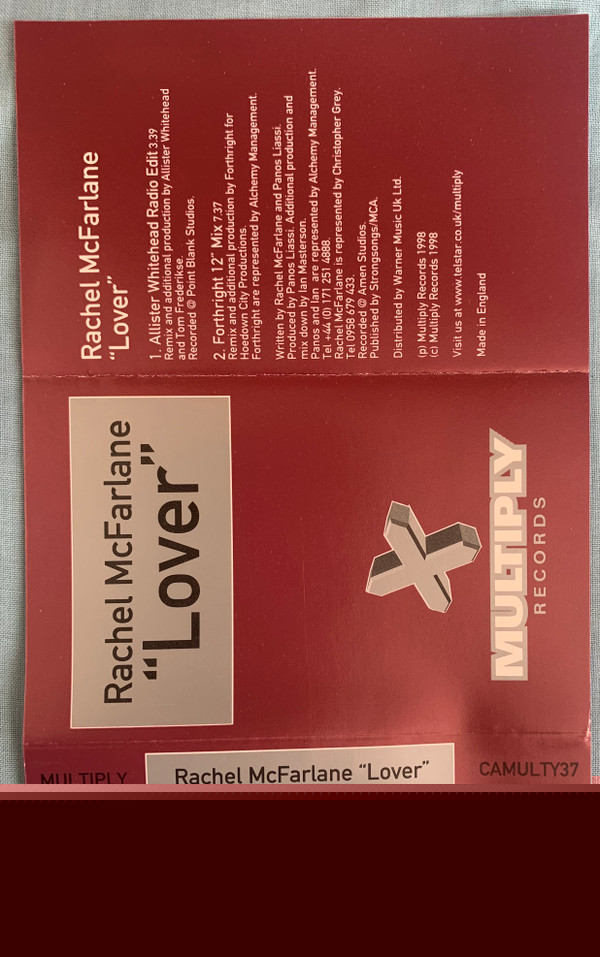 Rachel McFarlane
“Lover”
1. Allister Whitehead Radio Edit 3.39
Remix and additional production by Allister Whitehead
and Tom Frederikse.
Recorded @ Point Blank Studios.
2. Forthright 12" Mix 7.37
Remix and additional production by Forthright for
Hoedown City Productions.
Forthright are represented by Alchemy Management.
Written by Rachel McFarlane and Panos Liassi.
Produced by Panos Liassi. Additional production and
mix down by Ian Masterson.
Panos and Ian are represented by Alchemy Management.
Tel +44 (0) 171 251 4888.
Rachel McFarlane is represented by Christopher Grey.
Tel 0958 679 433.
Recorded @ Amen Studios.
Published by Strongsongs/MCA.
Distributed by Warner Music Uk Ltd.
(p) Multiply Records 1998
(c) Multiply Records 1998
Visit us at www.telstar.co.uk/multiply
Made in England
Rachel McFarlane
“Lover”
MULTIPLY
RECORDS
MULTIPLY
Rachel McFarlane “Lover”
CAMULTY37